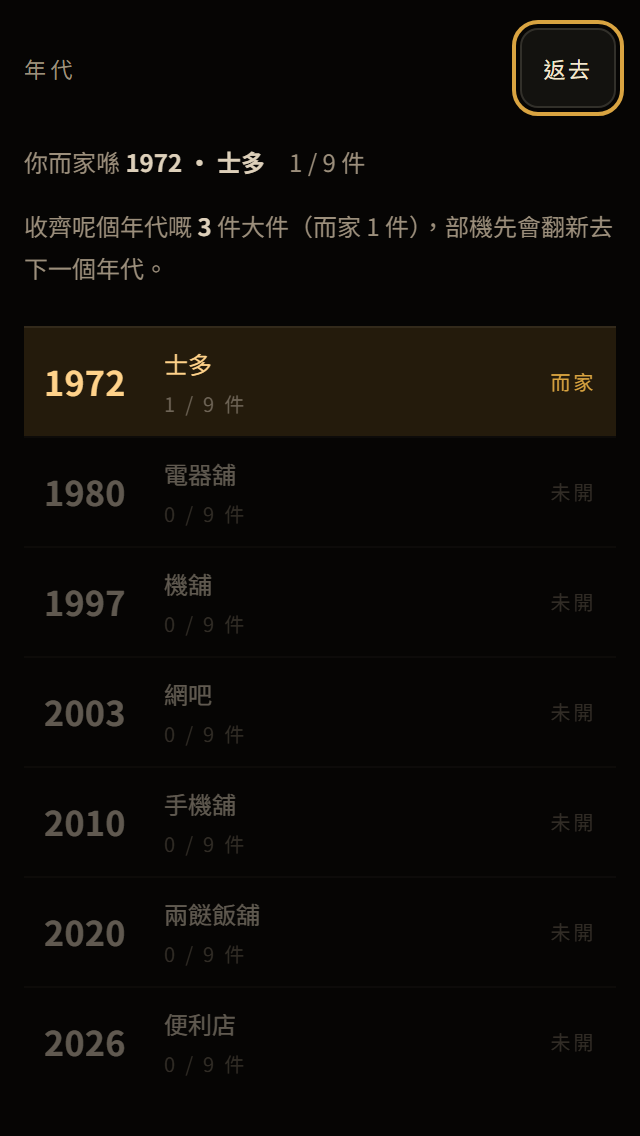 年代
返去
你而家喺 1972 · 士多 1 / 9 件
收齊呢個年代嘅 3 件大件（而家 1 件），部機先會翻新去
下一個年代。
1972
士多
1 / 9 件
而家
1980
電器舖
0 / 9 件
未開
1997
機舖
0 / 9 件
未開
2003
網吧
0 / 9 件
未開
2010
手機舖
0 / 9 件
未開
2020
兩餸飯舖
0 / 9 件
未開
2026
便利店
0 / 9 件
未開